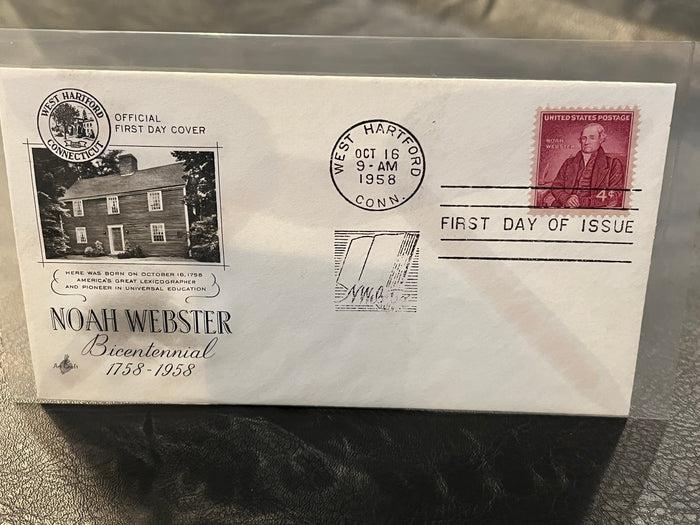 WEST HARTFORD
CONNECTICUT
OFFICIAL
FIRST DAY COVER
HERE WAS BORN ON OCTOBER 16, 1758
AMERICA'S GREAT LEXICOGRAPHER
AND PIONEER IN UNIVERSAL EDUCATION
NOAH WEBSTER
Bicentennial
1758-1958
WEST HARTFORD
OCT 16
9-AM
1958
CONN.
UNITED STATES POSTAGE
NOAH
WEBSTER
4¢
FIRST DAY OF ISSUE